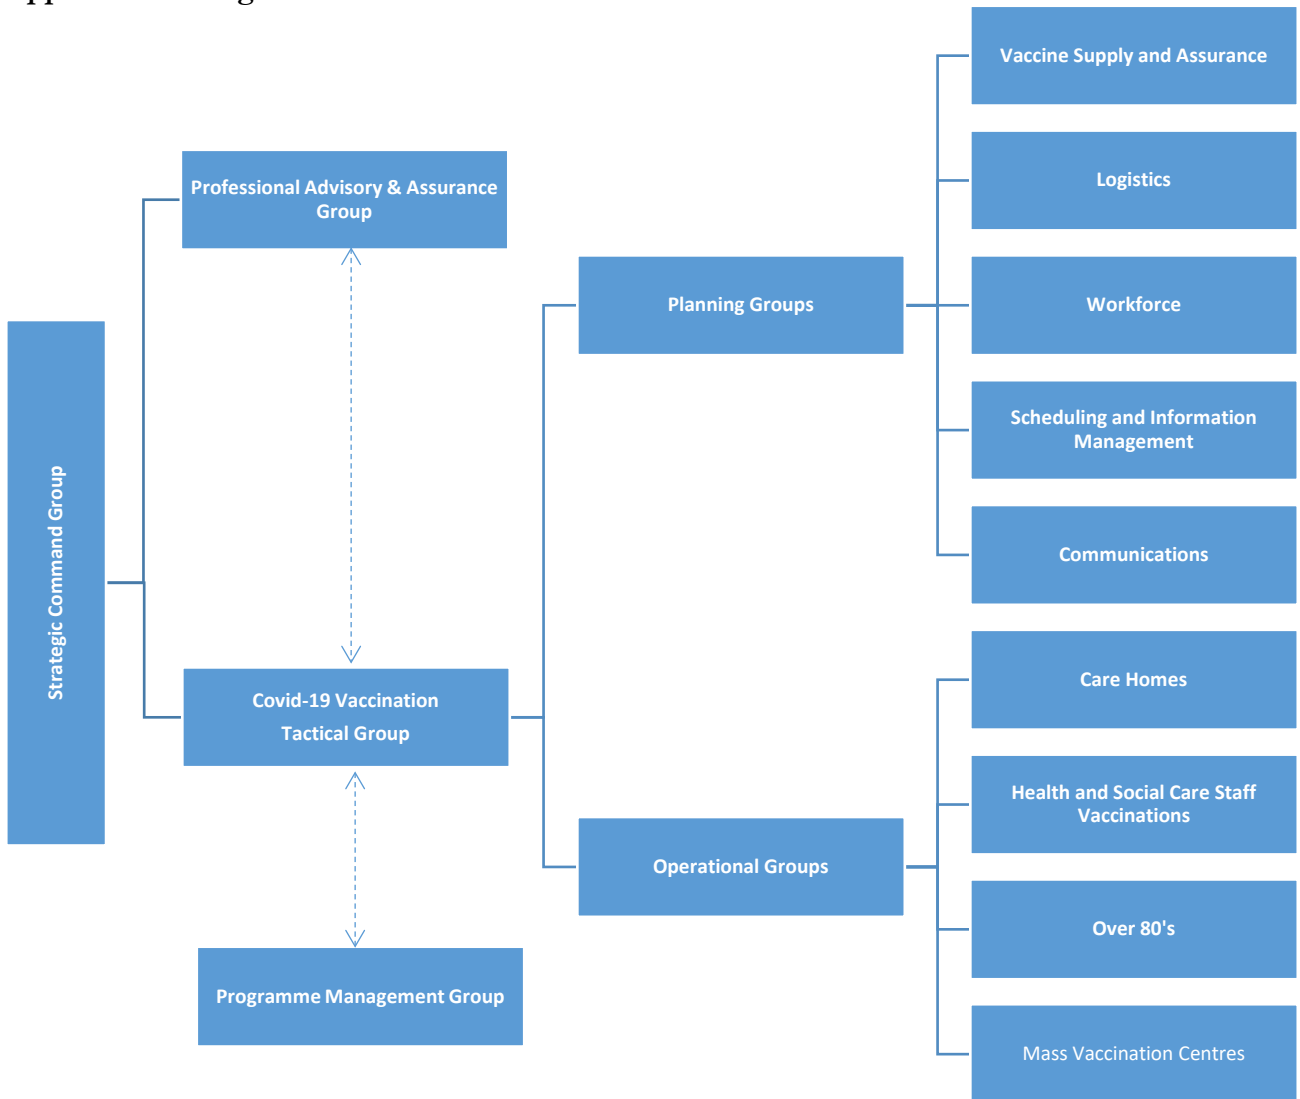 Vaccine Supply and Assurance
Professional Advisory & Assurance
Group
Logistics
Planning Groups
Workforce
Scheduling and Information
Management
Strategic Command Group
Communications
Covid-19 Vaccination
Tactical Group
Care Homes
Health and Social Care Staff
Vaccinations
Operational Groups
Over 80's
Programme Management Group
Mass Vaccination Centres